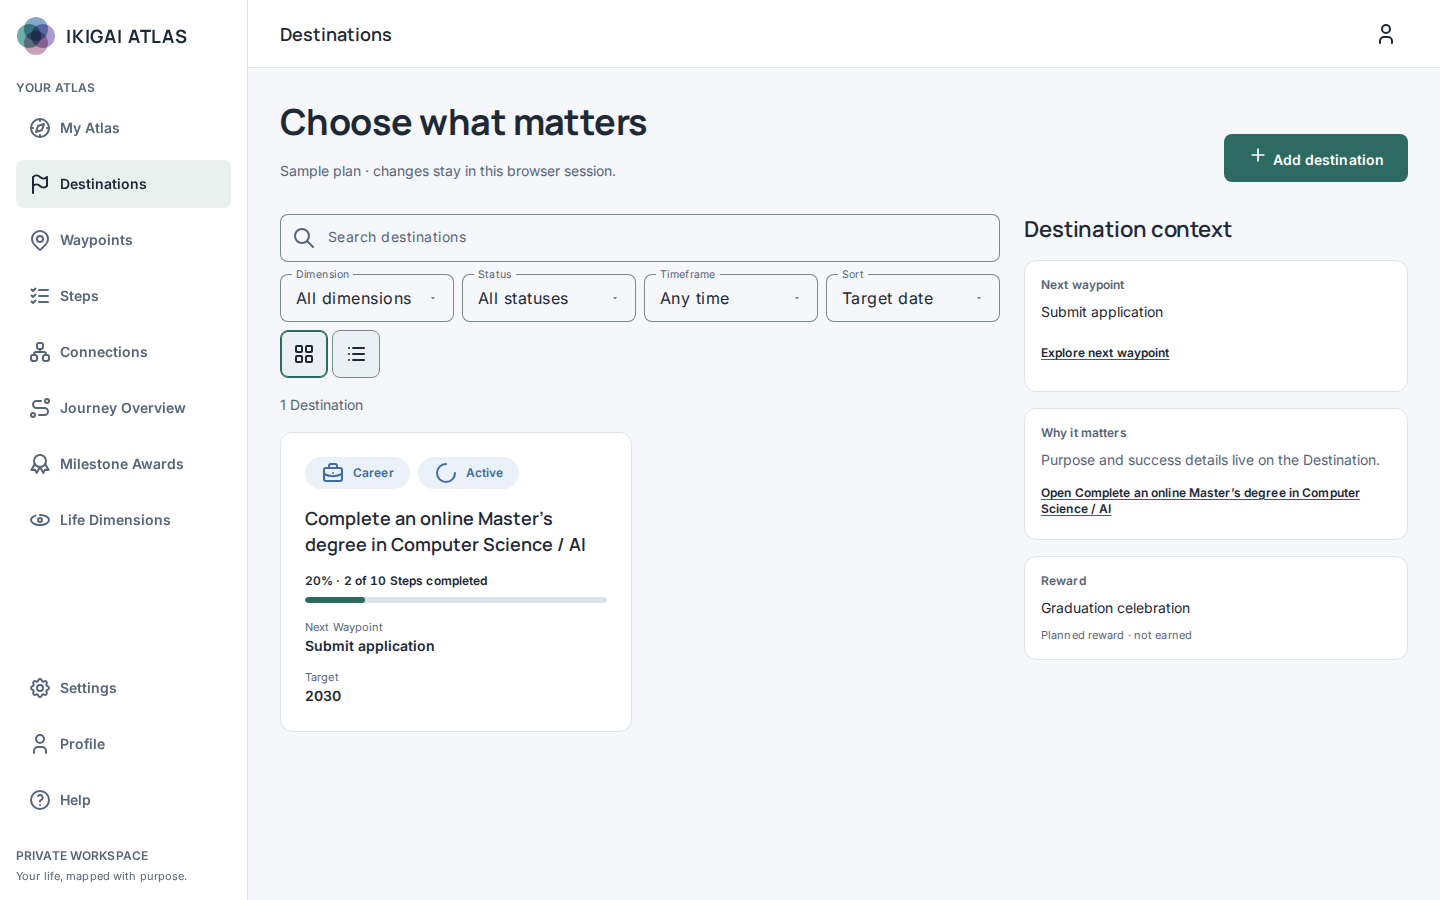 IKIGAI ATLAS
YOUR ATLAS
My Atlas
Destinations
Waypoints
Steps
Connections
Journey Overview
Milestone Awards
Life Dimensions
Settings
Profile
Help
PRIVATE WORKSPACE
Your life, mapped with purpose.
Destinations
Choose what matters
Sample plan · changes stay in this browser session.
Add destination
Search destinations
Dimension
All dimensions
Status
All statuses
Timeframe
Any time
Sort
Target date
1 Destination
Career
Active
Complete an online Master’s
degree in Computer Science / AI
20% · 2 of 10 Steps completed
Next Waypoint
Submit application
Target
2030
Destination context
Next waypoint
Submit application
Explore next waypoint
Why it matters
Purpose and success details live on the Destination.
Open Complete an online Master’s degree in Computer
Science / AI
Reward
Graduation celebration
Planned reward · not earned